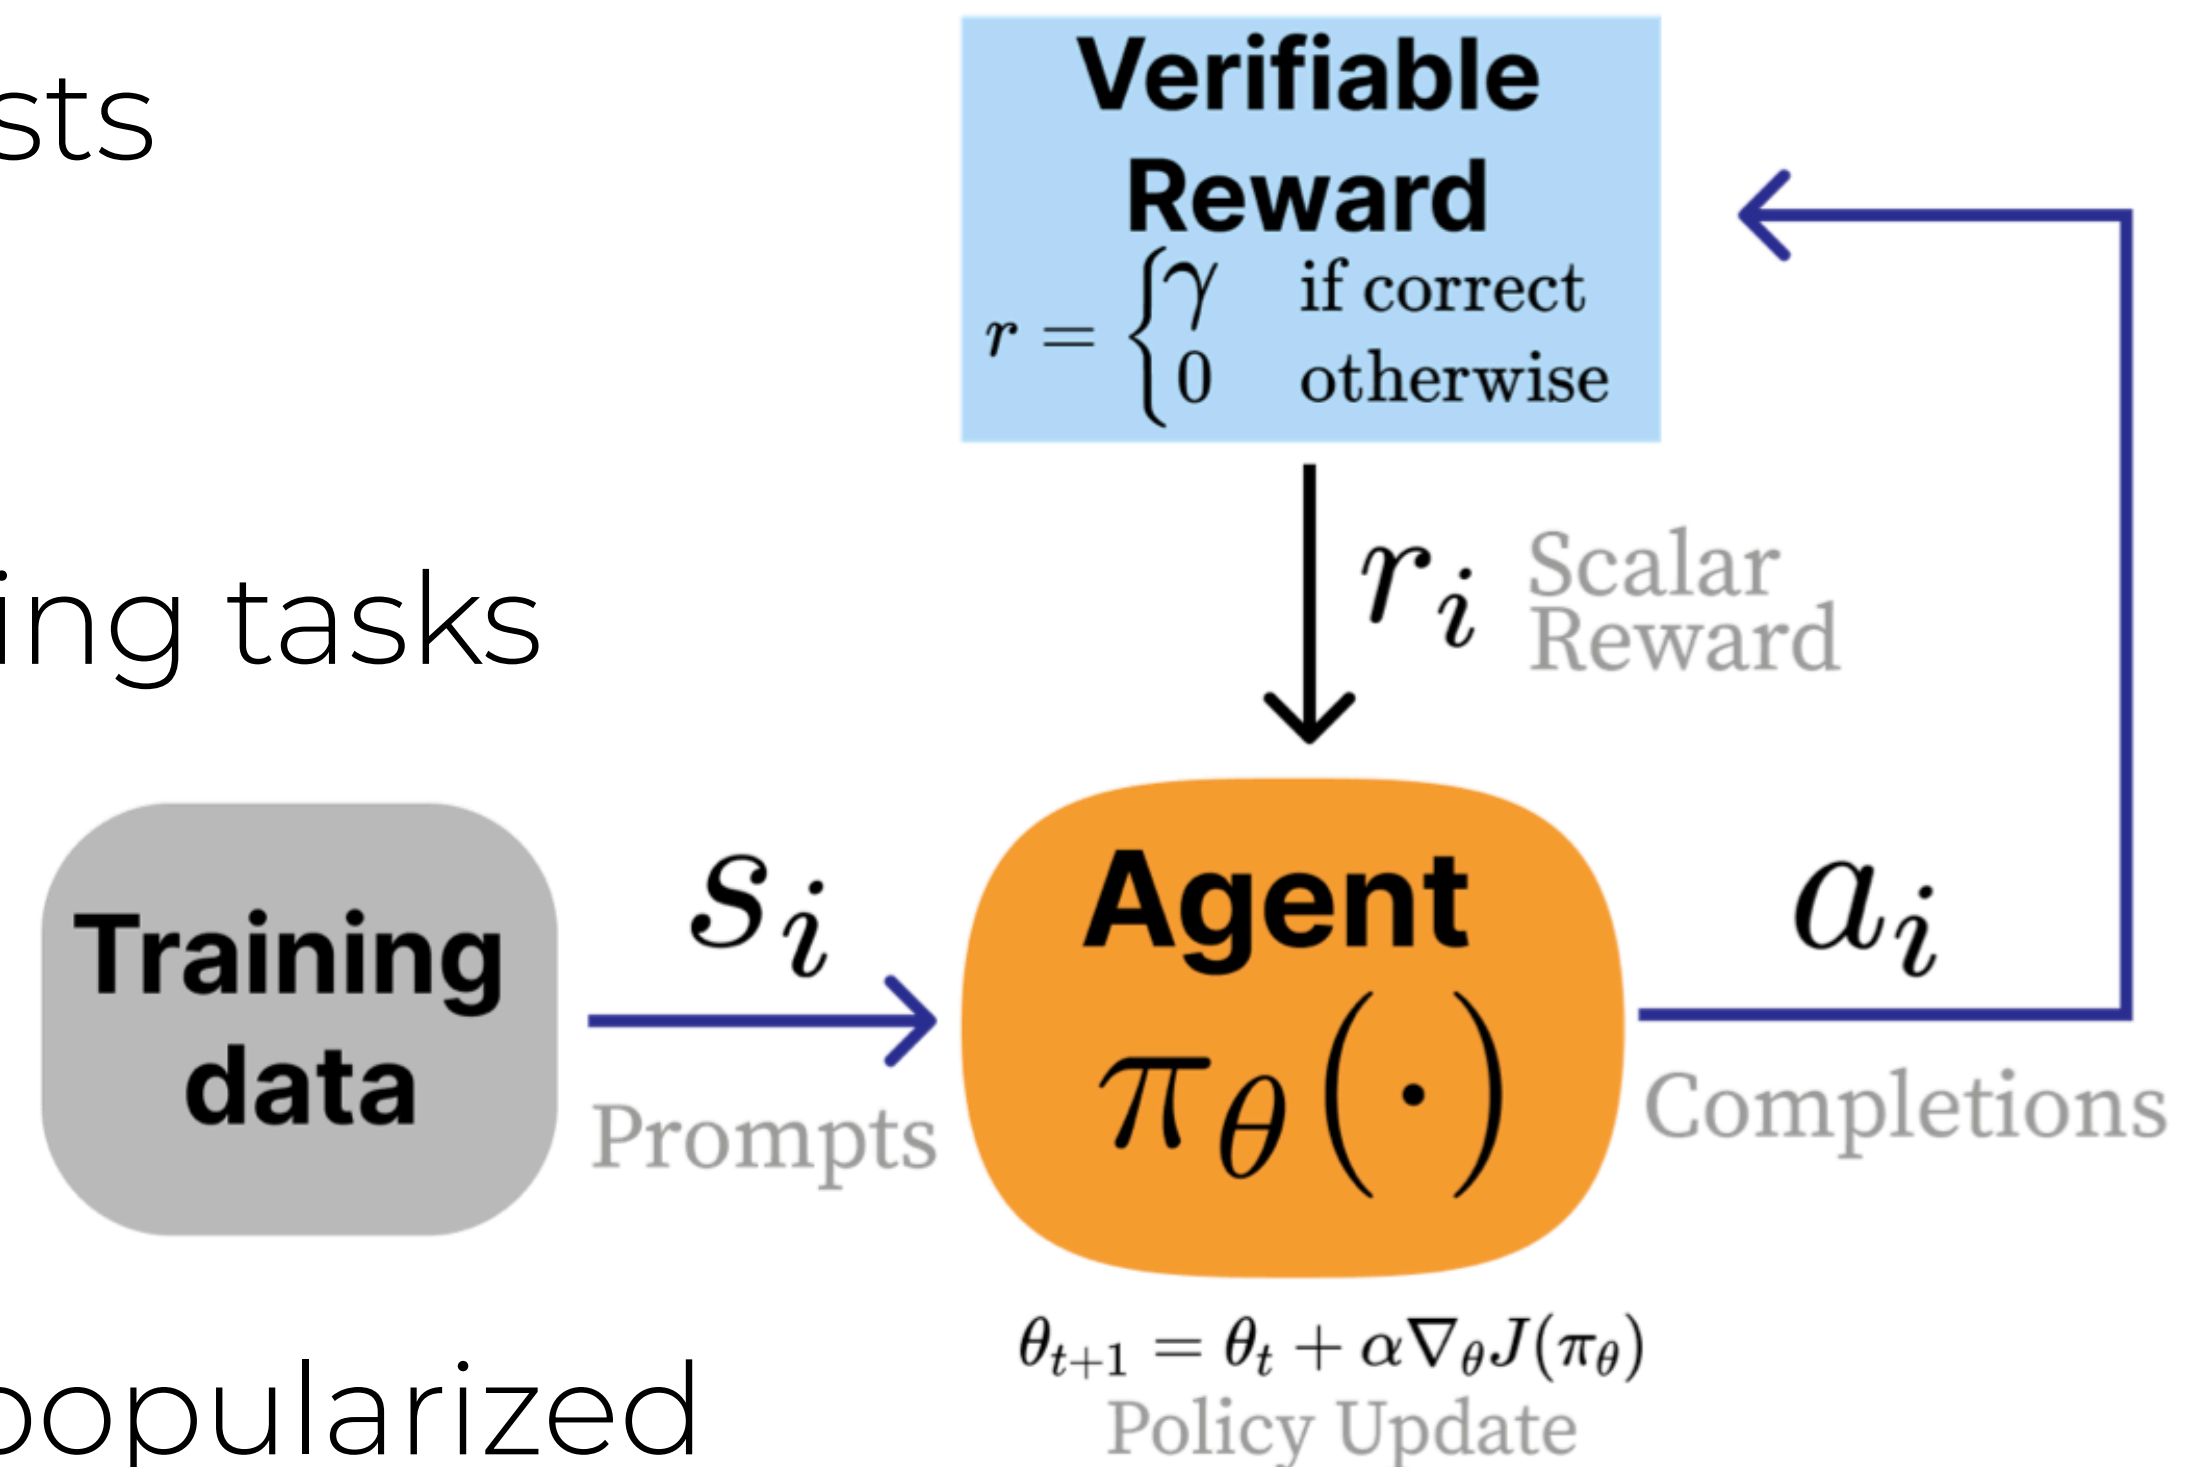 sts
ing tasks
popularized
Verifiable
Reward
r = { γ if correct
0 otherwise
r_i Scalar
Reward
Training
data
s_i
Prompts
Agent
π_θ(·)
a_i
Completions
θ_{t+1} = θ_t + α∇_θJ(π_θ)
Policy Update